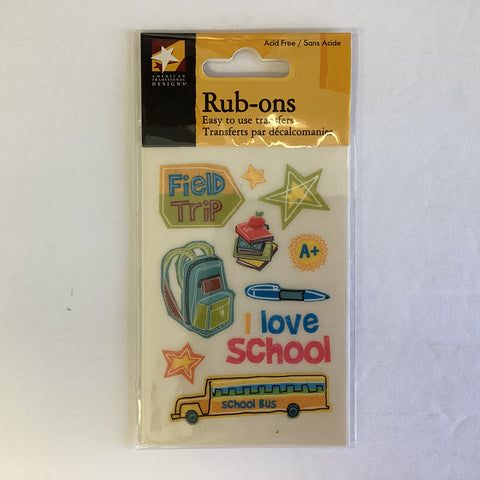 Acid Free / Sans Acide
AMERICAN
TRADITIONAL
DESIGNS®
Rub-ons
Easy to use transfers
Transferts par décalcomanies
FIELD
TRIP
A+
I love
SCHOOL
SCHOOL BUS